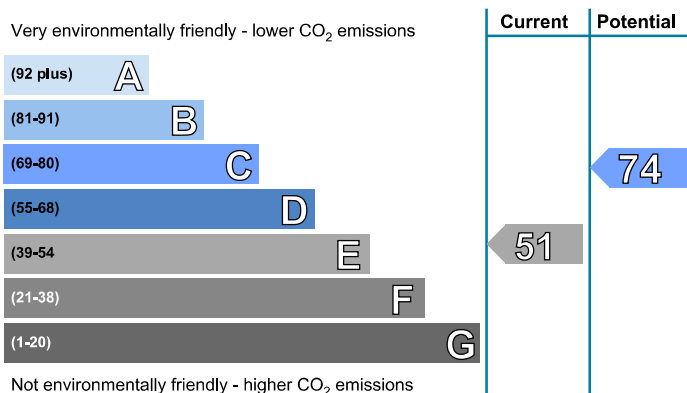 Very environmentally friendly - lower CO₂ emissions
Current
Potential
(92 plus) A
(81-91) B
(69-80) C
74
(55-68) D
(39-54 E
51
(21-38) F
(1-20) G
Not environmentally friendly - higher CO₂ emissions